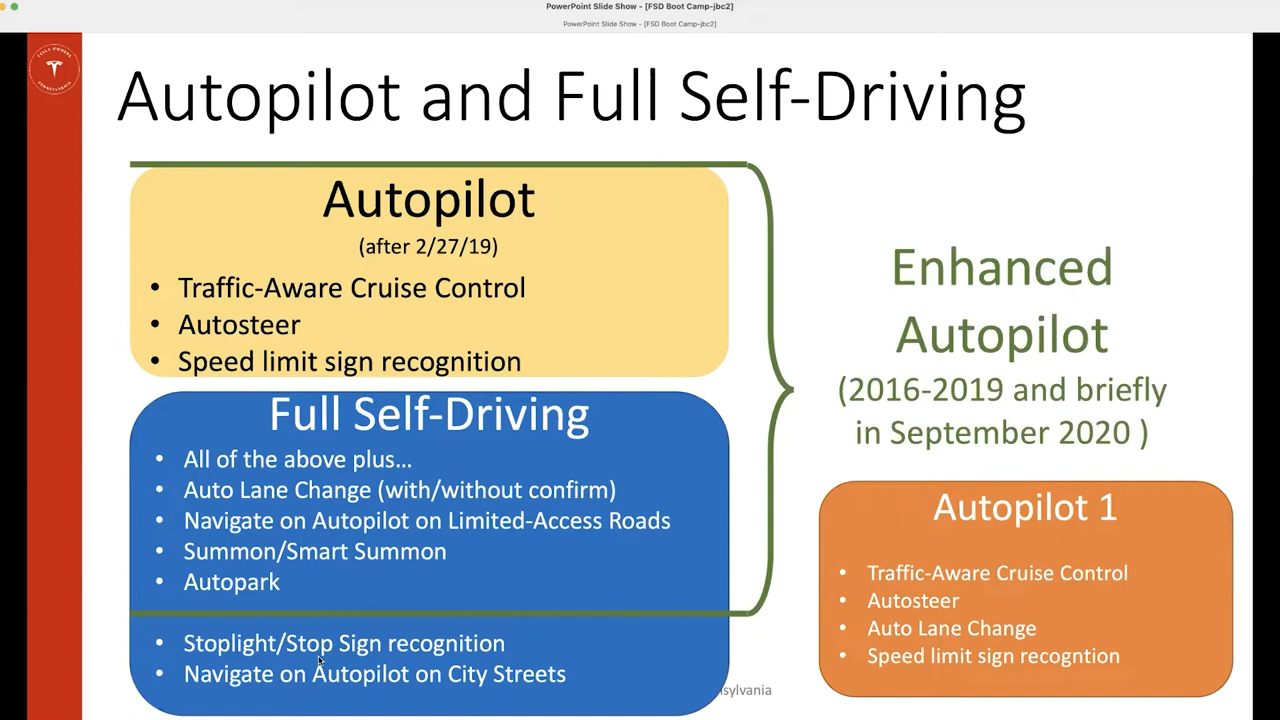 PowerPoint Slide Show - [FSD Boot Camp-jbc2]
PowerPoint Slide Show - [FSD Boot Camp-jbc2]
TESLA OWNERS
PENNSYLVANIA
Autopilot and Full Self-Driving
Autopilot
(after 2/27/19)
• Traffic-Aware Cruise Control
• Autosteer
• Speed limit sign recognition
Full Self-Driving
• All of the above plus…
• Auto Lane Change (with/without confirm)
• Navigate on Autopilot on Limited-Access Roads
• Summon/Smart Summon
• Autopark
• Stoplight/Stop Sign recognition
• Navigate on Autopilot on City Streets
Enhanced
Autopilot
(2016-2019 and briefly
in September 2020 )
Autopilot 1
• Traffic-Aware Cruise Control
• Autosteer
• Auto Lane Change
• Speed limit sign recogntion
sylvania